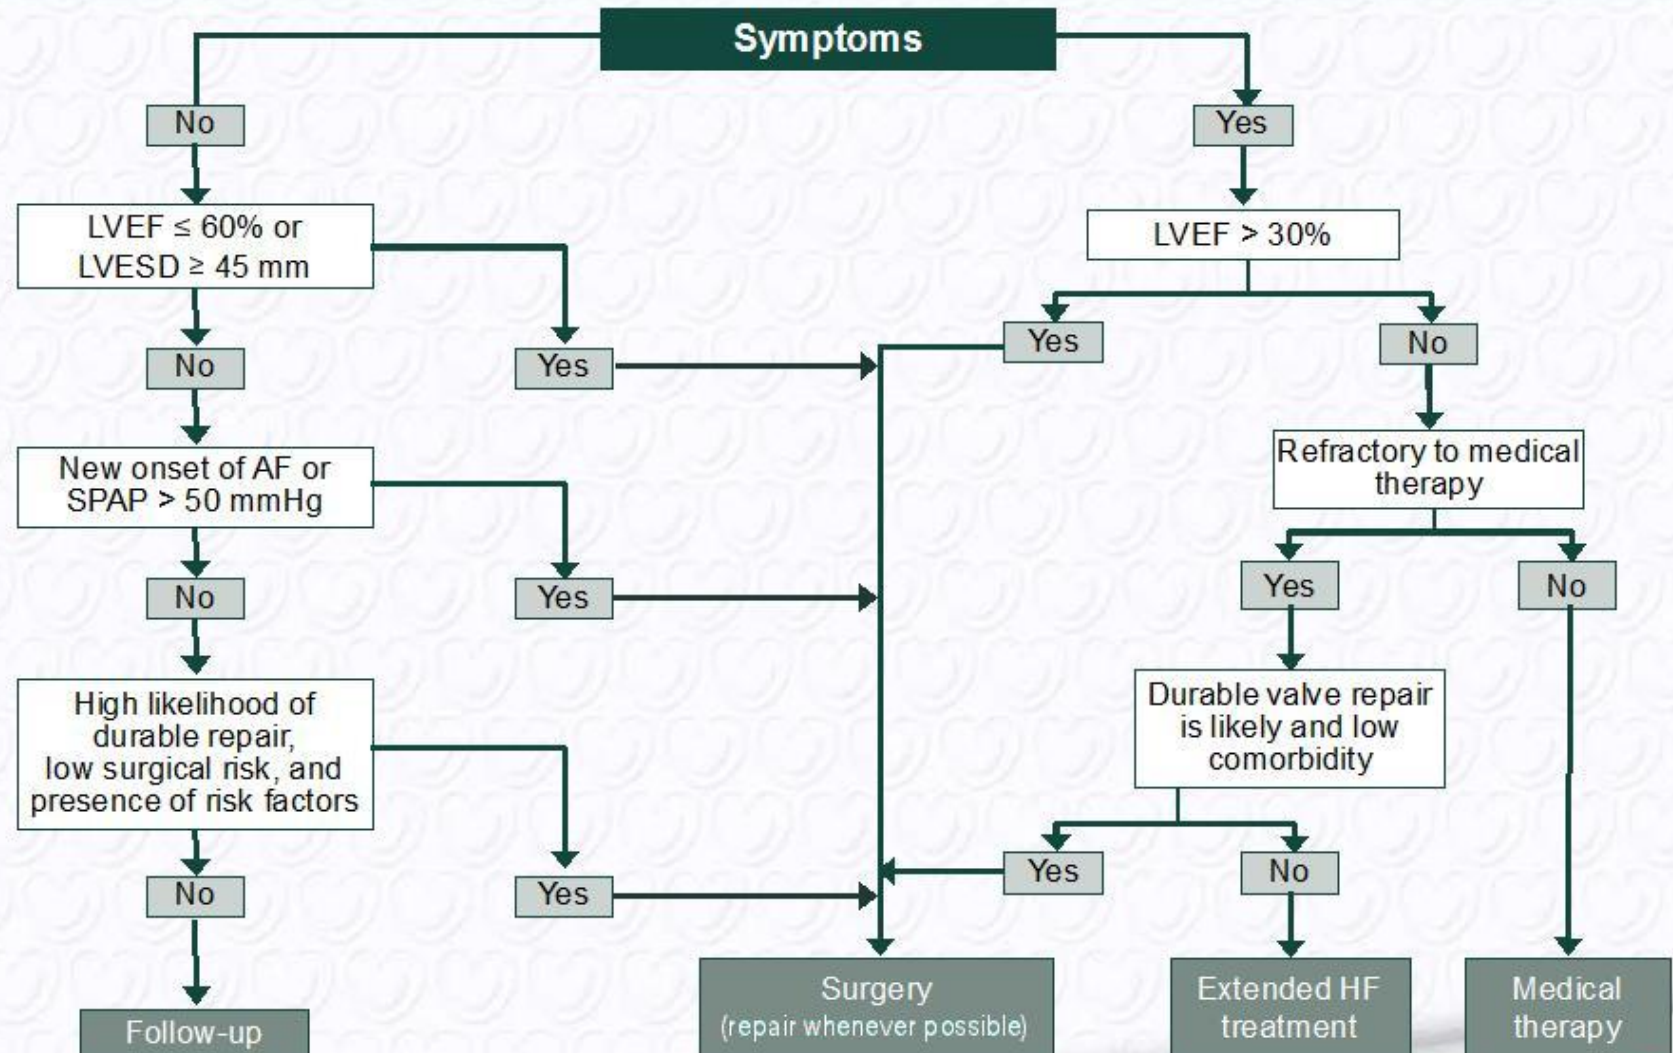 Symptoms
No
Yes
LVEF ≤ 60% or
LVESD ≥ 45 mm
LVEF > 30%
Yes
No
No
Yes
New onset of AF or
SPAP > 50 mmHg
Refractory to medical
therapy
No
Yes
Yes
No
High likelihood of
durable repair,
low surgical risk, and
presence of risk factors
Durable valve repair
is likely and low
comorbidity
No
Yes
Yes
No
Follow-up
Surgery
(repair whenever possible)
Extended HF
treatment
Medical
therapy